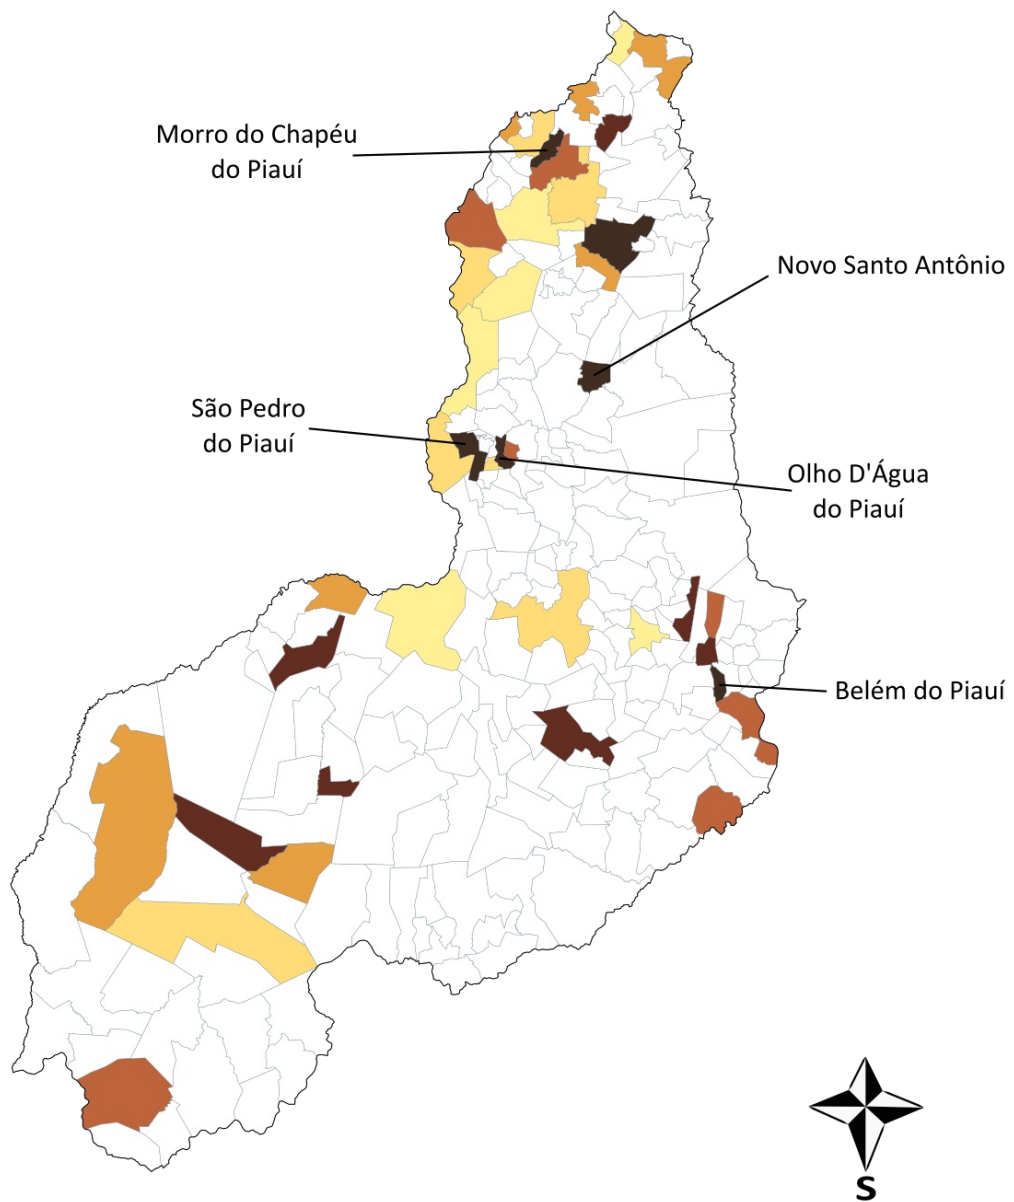 Morro do Chapéu
do Piauí
Novo Santo Antônio
São Pedro
do Piauí
Olho D'Água
do Piauí
Belém do Piauí
S